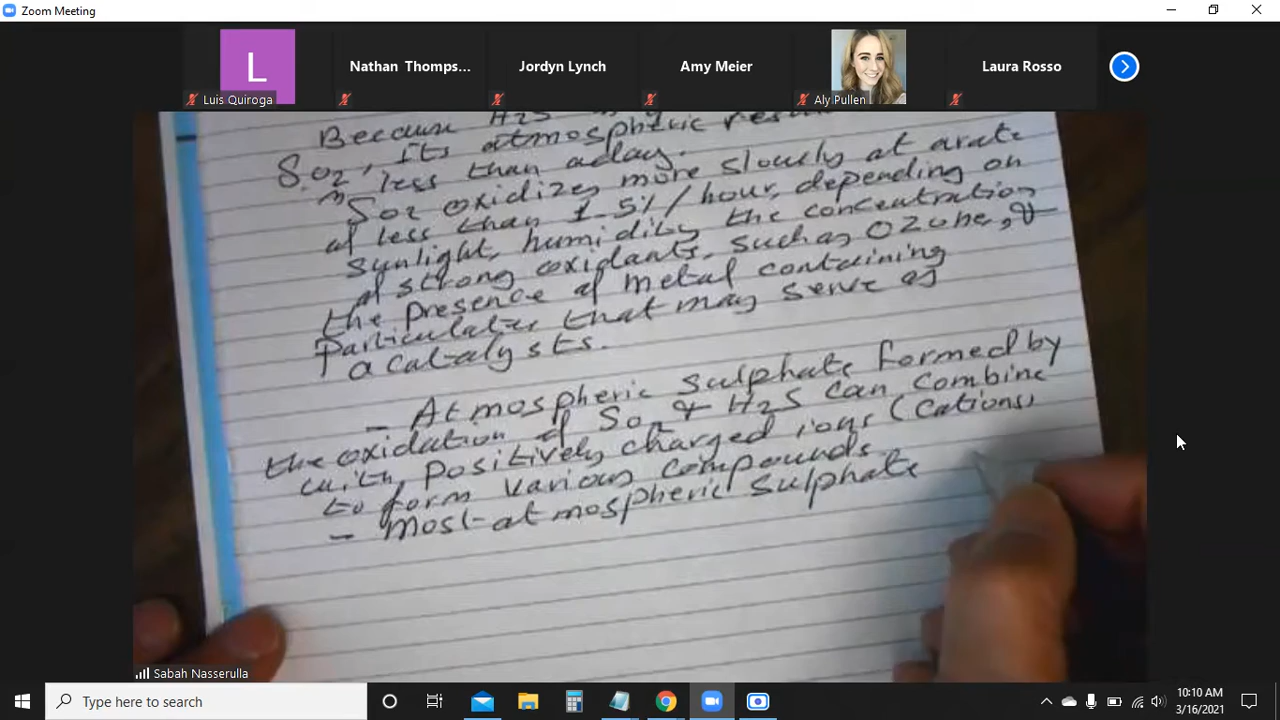 Zoom Meeting
L
Luis Quiroga
Nathan Thomps...
Jordyn Lynch
Amy Meier
Aly Pullen
Laura Rosso
Because H2S
SO2, Its atmospheric
is less than a day.
SO2 oxidizes more slowly at a rate
of less than 1-5%/hour, depending on
sunlight, humidity the concentration
of strong oxidants, such as OZone, &
the presence of metal containing
Particulates that may serve as
a catalysts.
- Atmospheric sulphate formed by
the oxidation of SO2 & H2S can combine
with positively charged ions (Cations)
to form various compounds
- most atmospheric sulphate
Sabah Nasserulla
Type here to search
10:10 AM
3/16/2021